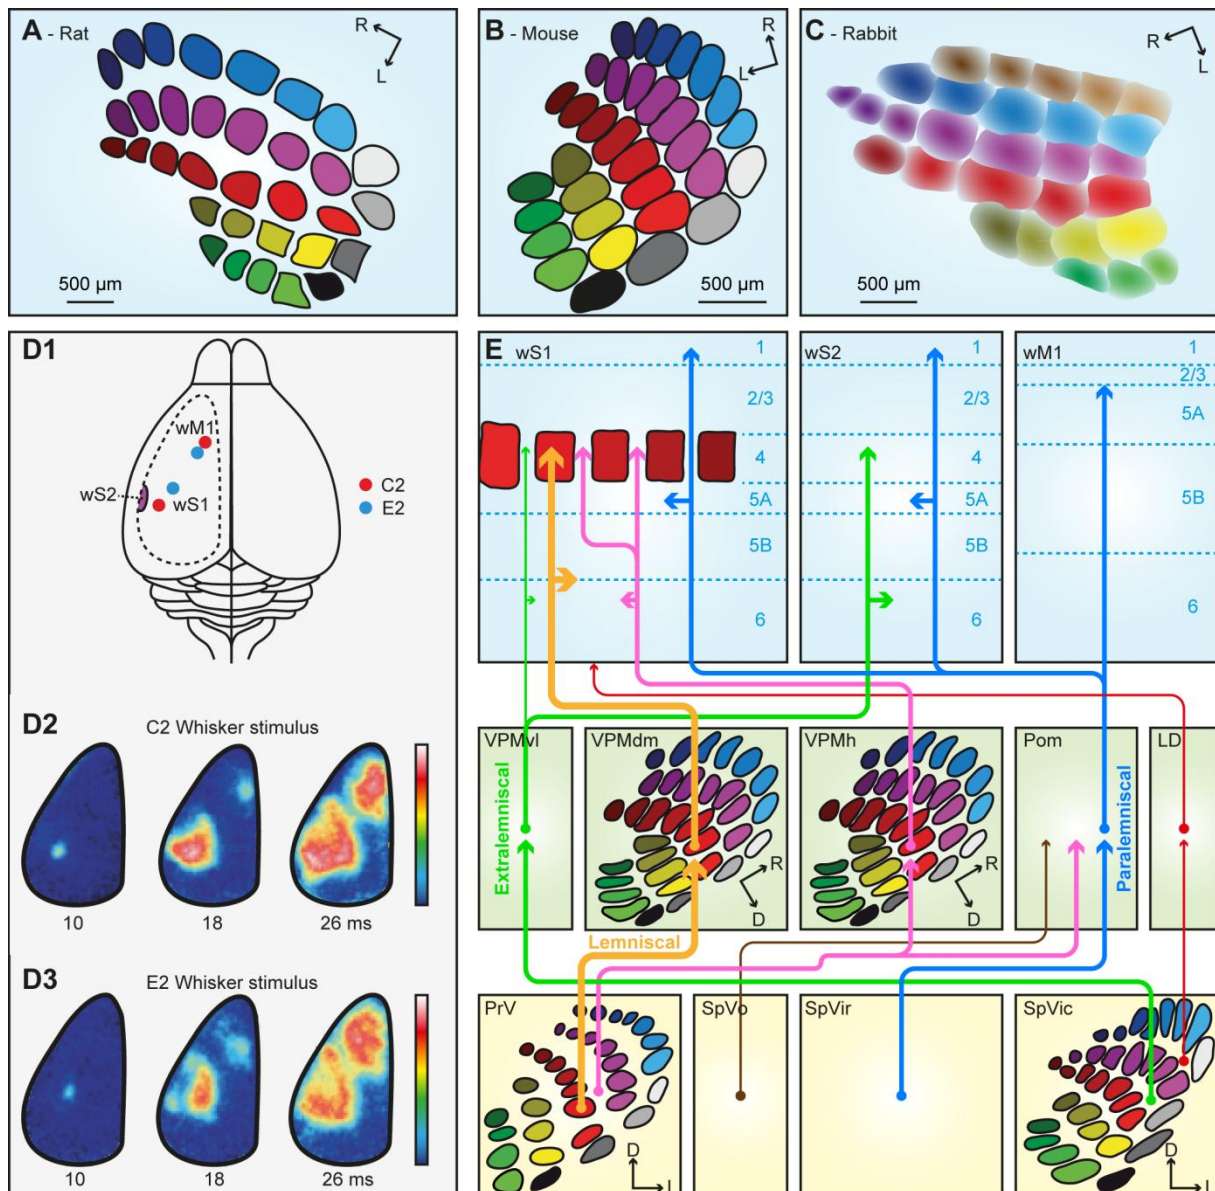 A - Rat
R
L
500 µm
B - Mouse
R
L
500 µm
C - Rabbit
R
L
500 µm
D1
wM1
wS2
wS1
C2
E2
D2
C2 Whisker stimulus
10
18
26 ms
D3
E2 Whisker stimulus
10
18
26 ms
E
wS1
1
2/3
4
5A
5B
6
wS2
1
2/3
4
5A
5B
6
wM1
1
2/3
5A
5B
6
VPMvl
Extralemniscal
VPMdm
R
D
Lemniscal
VPMh
R
D
Pom
Paralemniscal
LD
PrV
D
L
SpVo
SpVir
SpVic
D
L